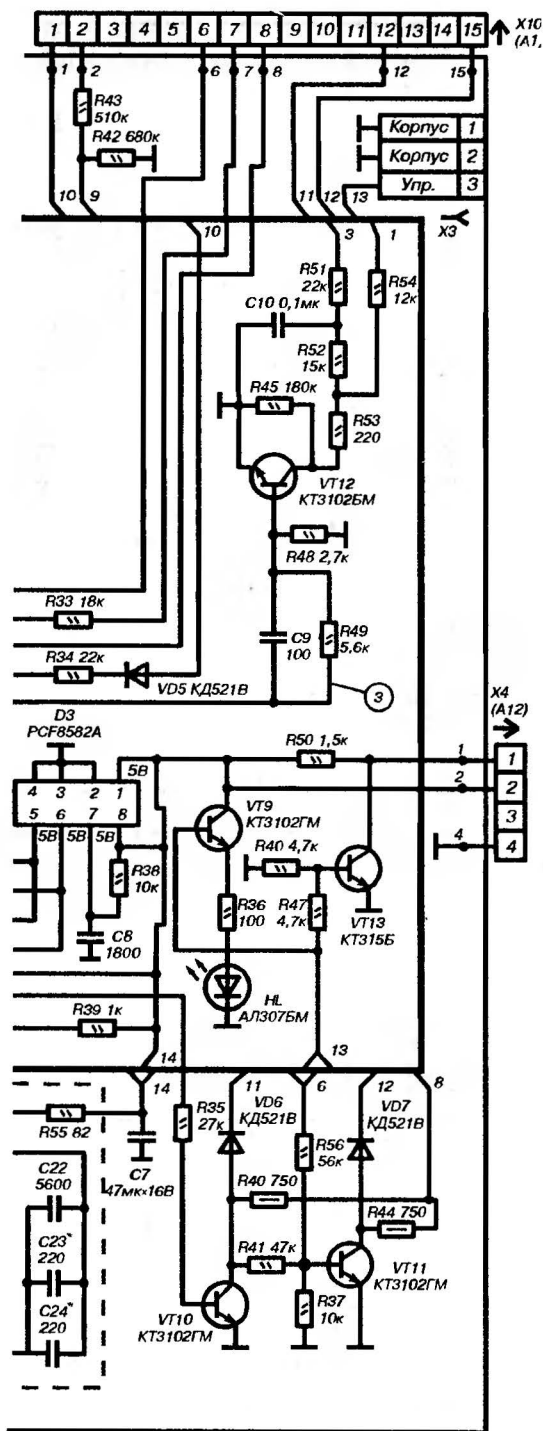 1 2 3 4 5 6 7 8 9 10 11 12 13 14 15
X10
(A1,
1 2 6 7 8 12 15
R43
510к
R42 680к
Корпус 1
Корпус 2
Упр. 3
10 9 10 11 12 13
3 1
X3
R51
22к
R54
12к
C10 0,1мк
R52
15к
R45 180к
R53
220
VT12
КТ3102БМ
R48 2,7к
R33 18к
C9
100
R49
5,6к
R34 22к
VD5 КД521В
3
D3
PCF8582A
X4
(A12)
R50 1,5к
5В
1 1
4 3 2 1
2 2
5 6 7 8
3
5В 5В 5В
4 4
VT9
КТ3102ГМ
R40 4,7к
R38
10к
R36
100
R47
4,7к
VT13
КТ315Б
C8
1800
HL
АЛ307БМ
R39 1к
14 13
14 11 6 12 8
R55 82
C7
47мк×16В
R35
27к
VD6
КД521В
R56
56к
VD7
КД521В
C22
5600
R40 750
R44 750
C23*
220
R41 47к
VT11
КТ3102ГМ
C24*
220
VT10
КТ3102ГМ
R37
10к